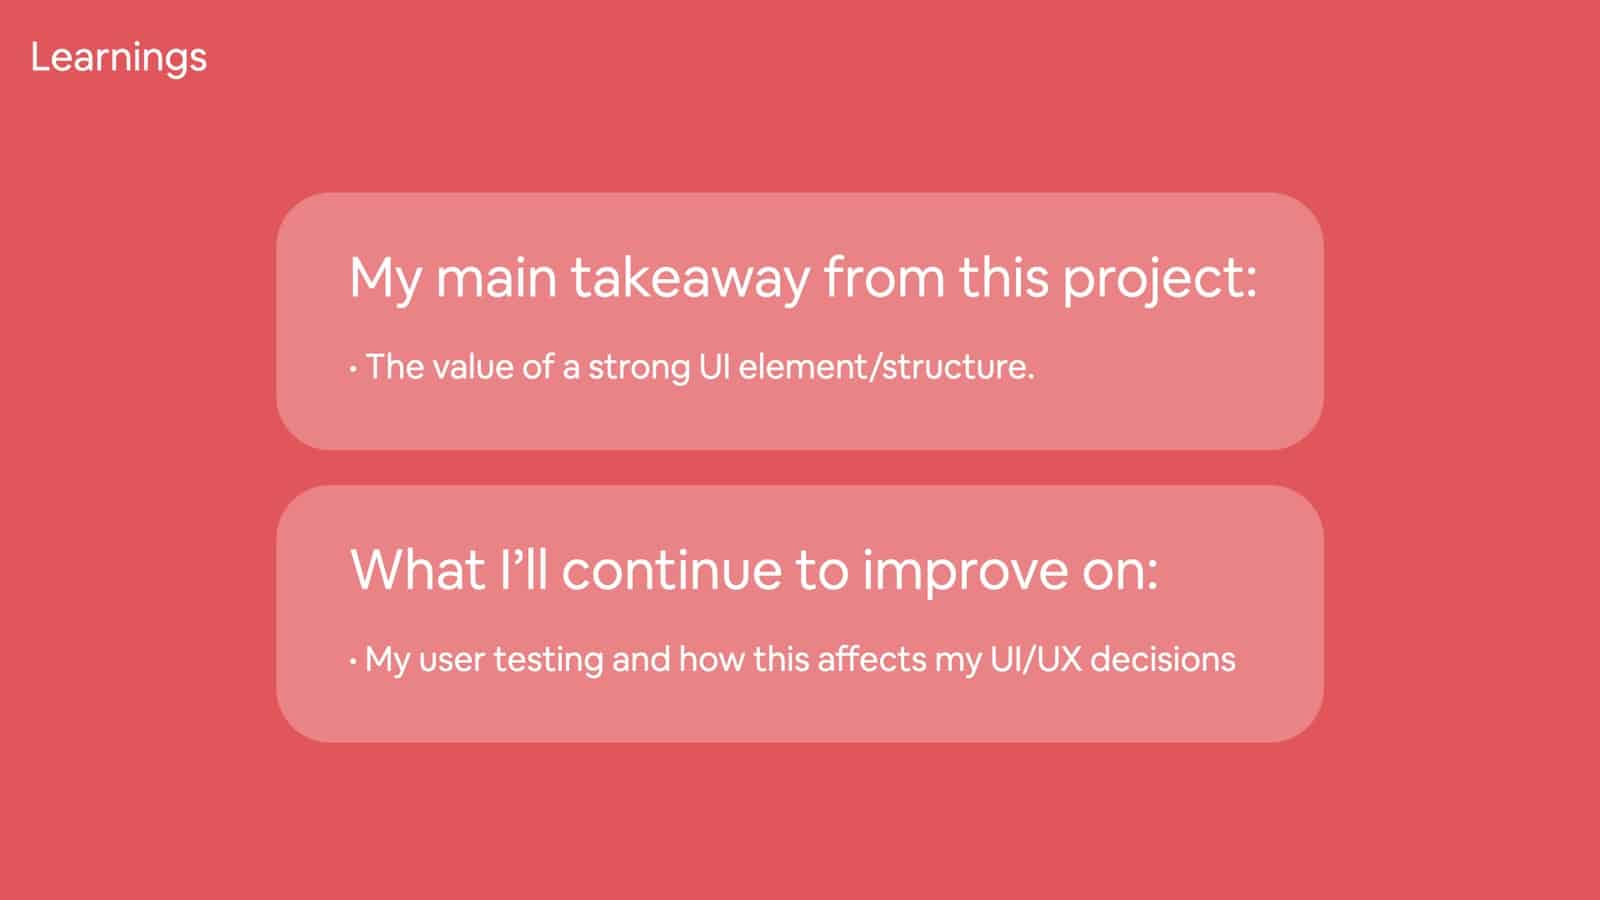 Learnings
My main takeaway from this project:
· The value of a strong UI element/structure.
What I’ll continue to improve on:
· My user testing and how this affects my UI/UX decisions